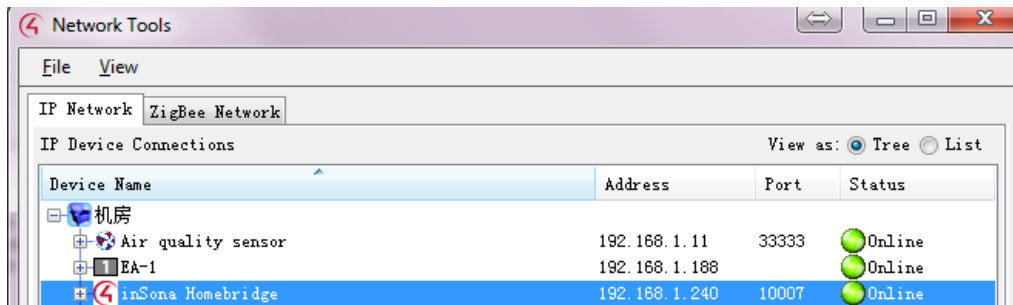 Network Tools
File View
IP Network ZigBee Network
IP Device Connections View as: Tree List
Device Name Address Port Status
机房
Air quality sensor 192.168.1.11 33333 Online
1 EA-1 192.168.1.188 Online
inSona Homebridge 192.168.1.240 10007 Online